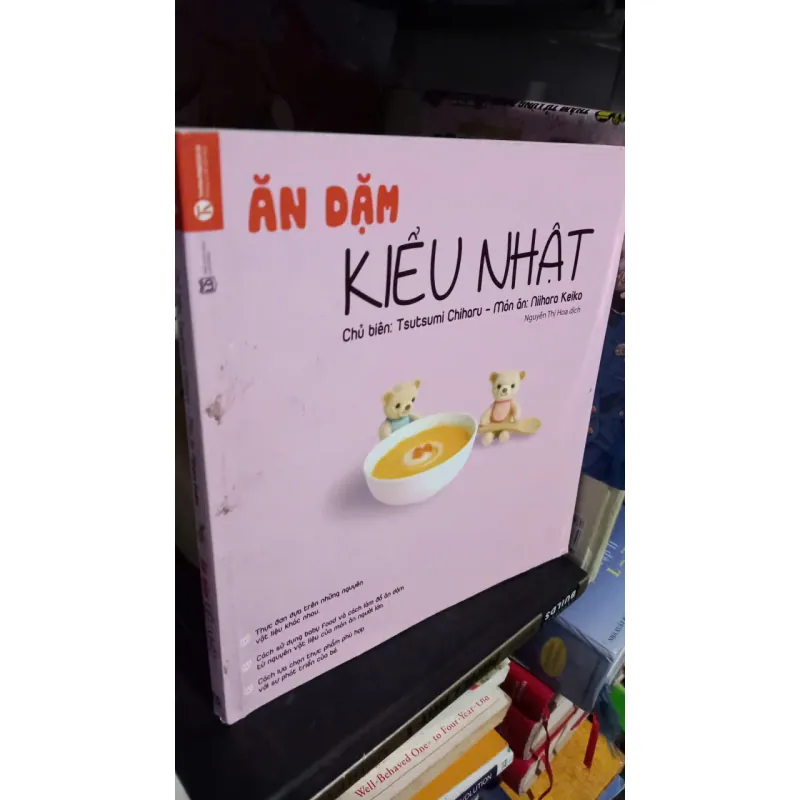 ĂN DẶM
KIỂU NHẬT
Chủ biên: Tsutsumi Chiharu - Món ăn: Niihara Keiko
Nguyễn Thị Hoa dịch
Thực đơn dựa trên những nguyên
vật liệu khác nhau.
Cách sử dụng baby Food và cách làm đồ ăn dặm
từ nguyên vật liệu của món ăn người lớn.
Cách lựa chọn thực phẩm phù hợp
với sự phát triển của bé.
BUILDS
Well-Behaved One- to Four-Year-Old